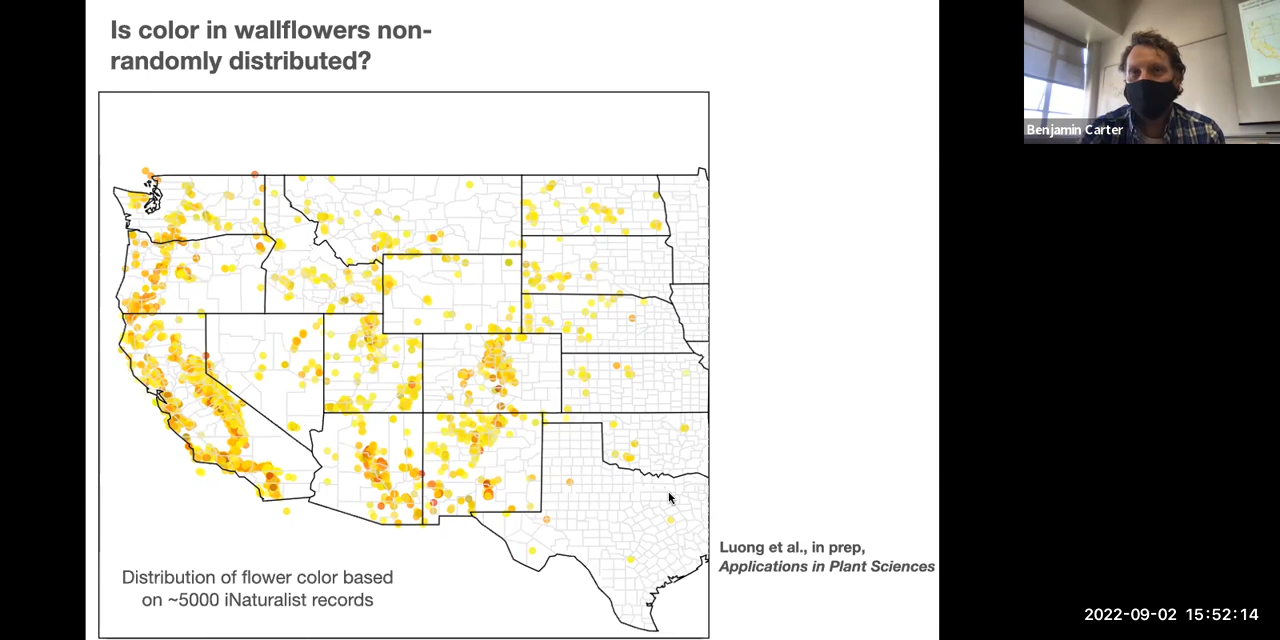 Is color in wallflowers non-
randomly distributed?
Benjamin Carter
Luong et al., in prep,
Applications in Plant Sciences
Distribution of flower color based
on ~5000 iNaturalist records
2022-09-02 15:52:14